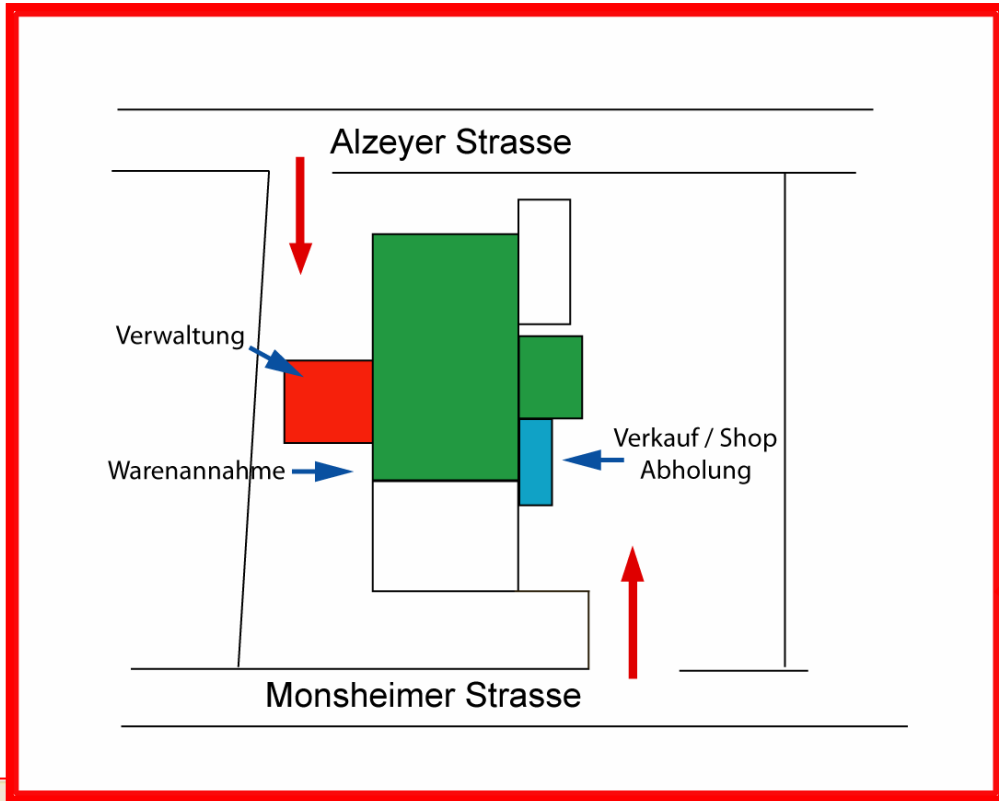 Alzeyer Strasse
Verwaltung
Verkauf / Shop
Abholung
Warenannahme
Monsheimer Strasse